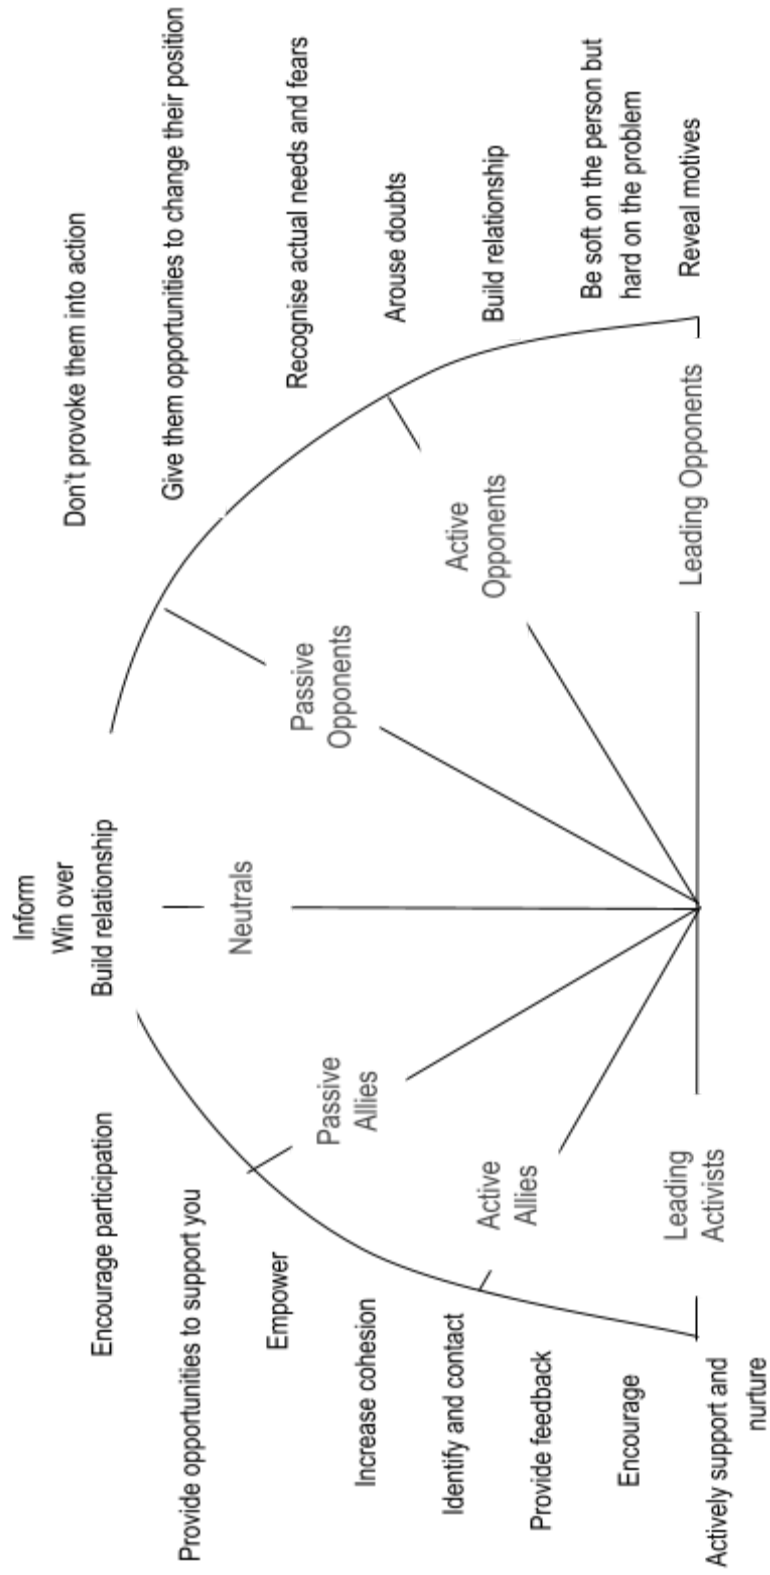 Inform
Win over
Build relationship
Encourage participation
Provide opportunities to support you
Empower
Increase cohesion
Identify and contact
Provide feedback
Encourage
Actively support and
nurture
Don't provoke them into action
Give them opportunities to change their position
Recognise actual needs and fears
Arouse doubts
Build relationship
Be soft on the person but
hard on the problem
Reveal motives
Leading
Activists
Active
Allies
Passive
Allies
Neutrals
Passive
Opponents
Active
Opponents
Leading Opponents